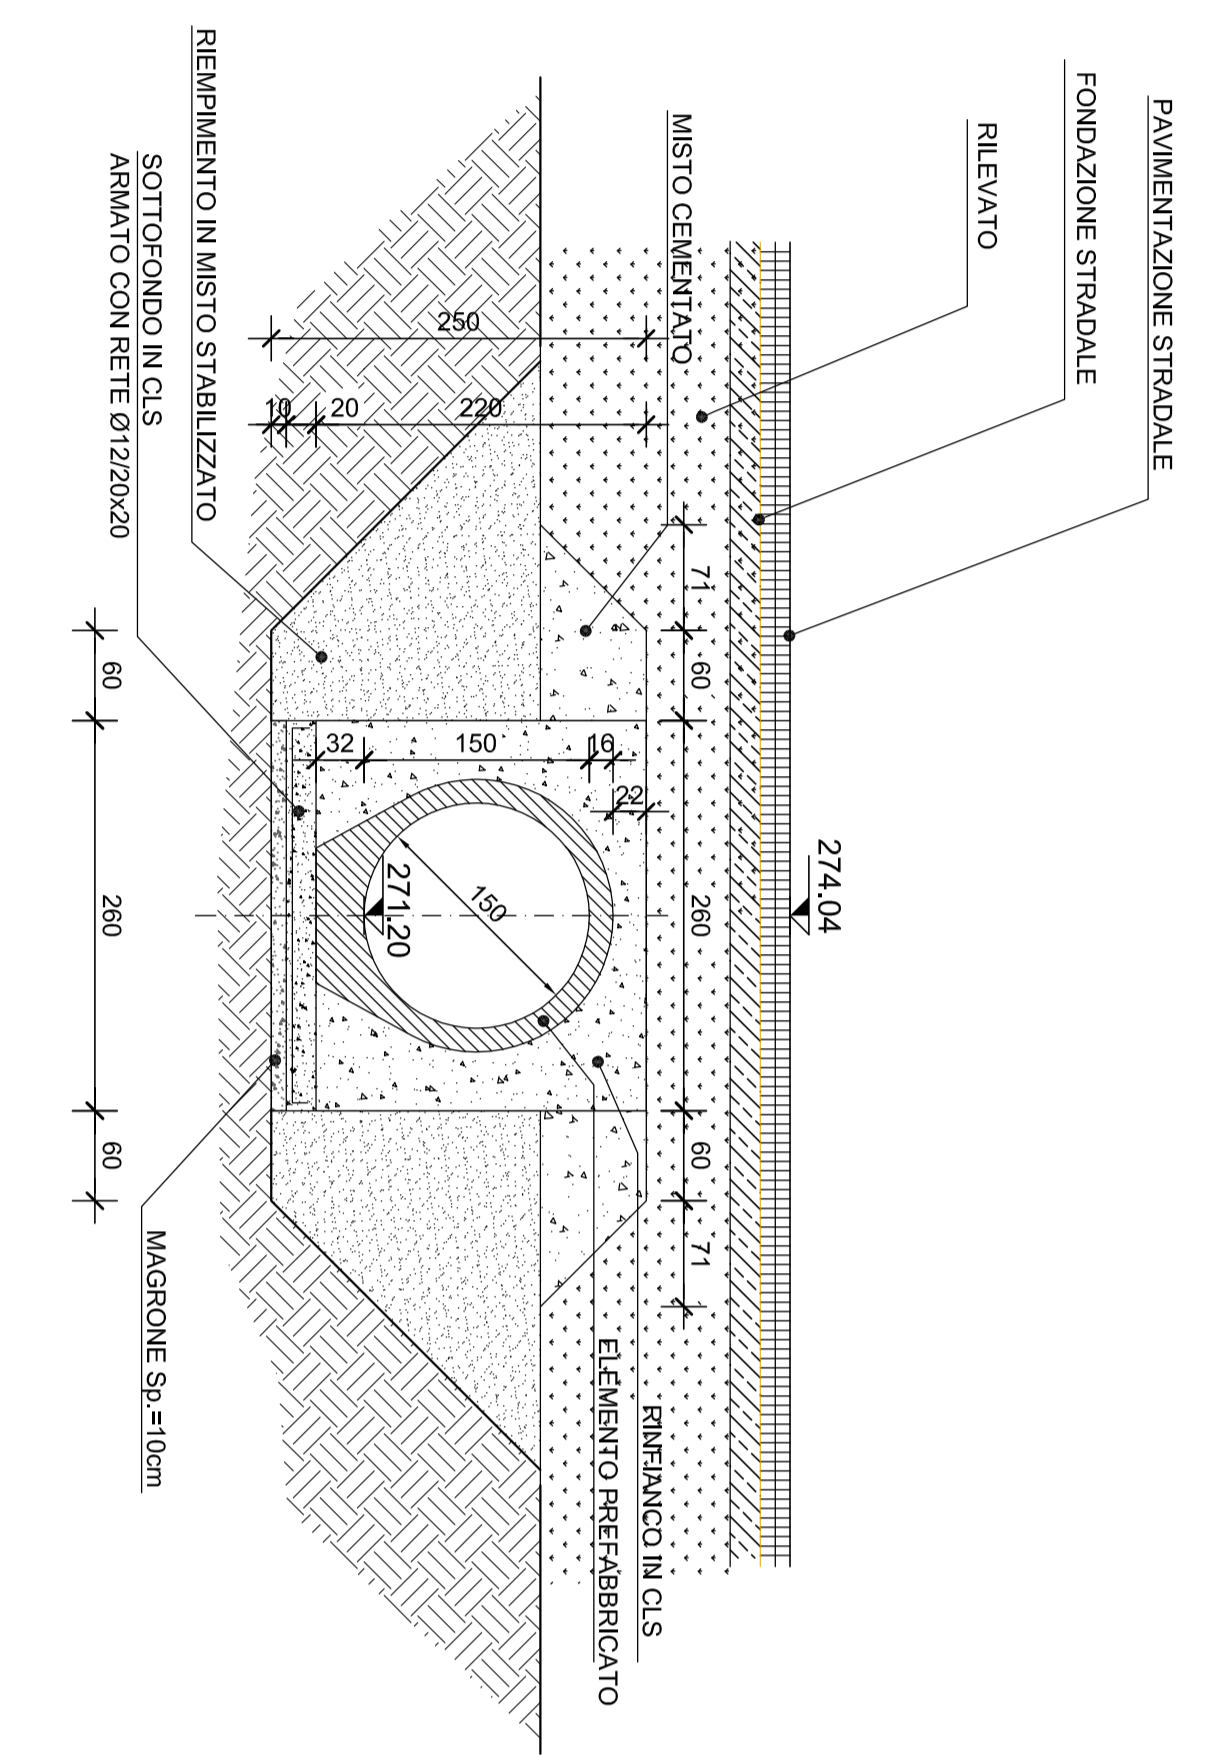 PAVIMENTAZIONE STRADALE
FONDAZIONE STRADALE
RILEVATO
MISTO CEMENTATO
RIEMPIMENTO IN MISTO STABILIZZATO
SOTTOFONDO IN CLS
ARMATO CON RETE Ø12/20x20
274.04
71
60
260
60
71
250
220
20
10
22
16
150
32
150
271.20
60
260
60
RINFIANCO IN CLS
ELEMENTO PREFABBRICATO
MAGRONE Sp.=10cm